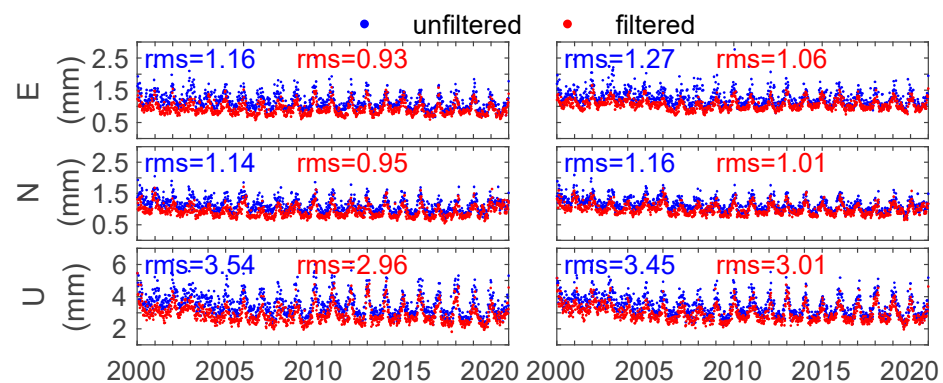 unfiltered filtered
E
(mm)
2.5
1.5
0.5
rms=1.16 rms=0.93
rms=1.27 rms=1.06
N
(mm)
2.5
1.5
0.5
rms=1.14 rms=0.95
rms=1.16 rms=1.01
U
(mm)
6
4
2
rms=3.54 rms=2.96
rms=3.45 rms=3.01
2000 2005 2010 2015 2020
2000 2005 2010 2015 2020